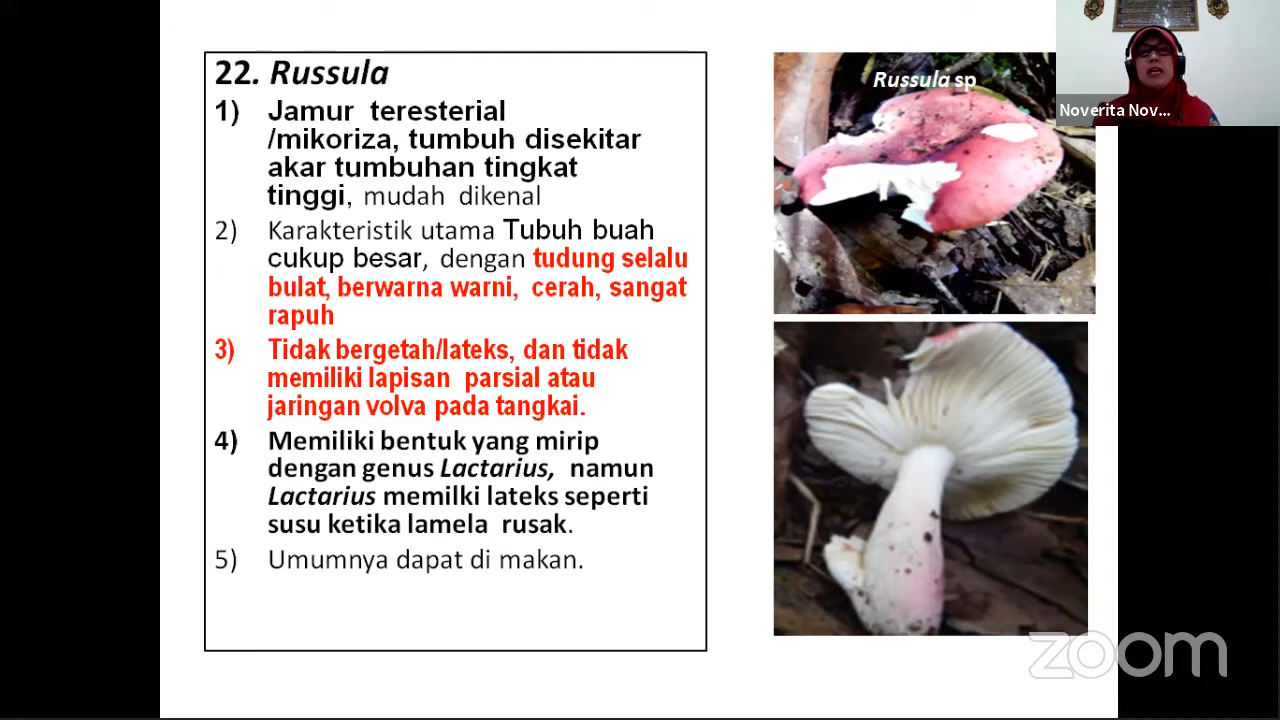 22. Russula
1) Jamur teresterial
/mikoriza, tumbuh disekitar
akar tumbuhan tingkat
tinggi, mudah dikenal
2) Karakteristik utama Tubuh buah
cukup besar, dengan tudung selalu
bulat, berwarna warni, cerah, sangat
rapuh
3) Tidak bergetah/lateks, dan tidak
memiliki lapisan parsial atau
jaringan volva pada tangkai.
4) Memiliki bentuk yang mirip
dengan genus Lactarius, namun
Lactarius memilki lateks seperti
susu ketika lamela rusak.
5) Umumnya dapat di makan.
Russula sp
Noverita Nov...
zoom